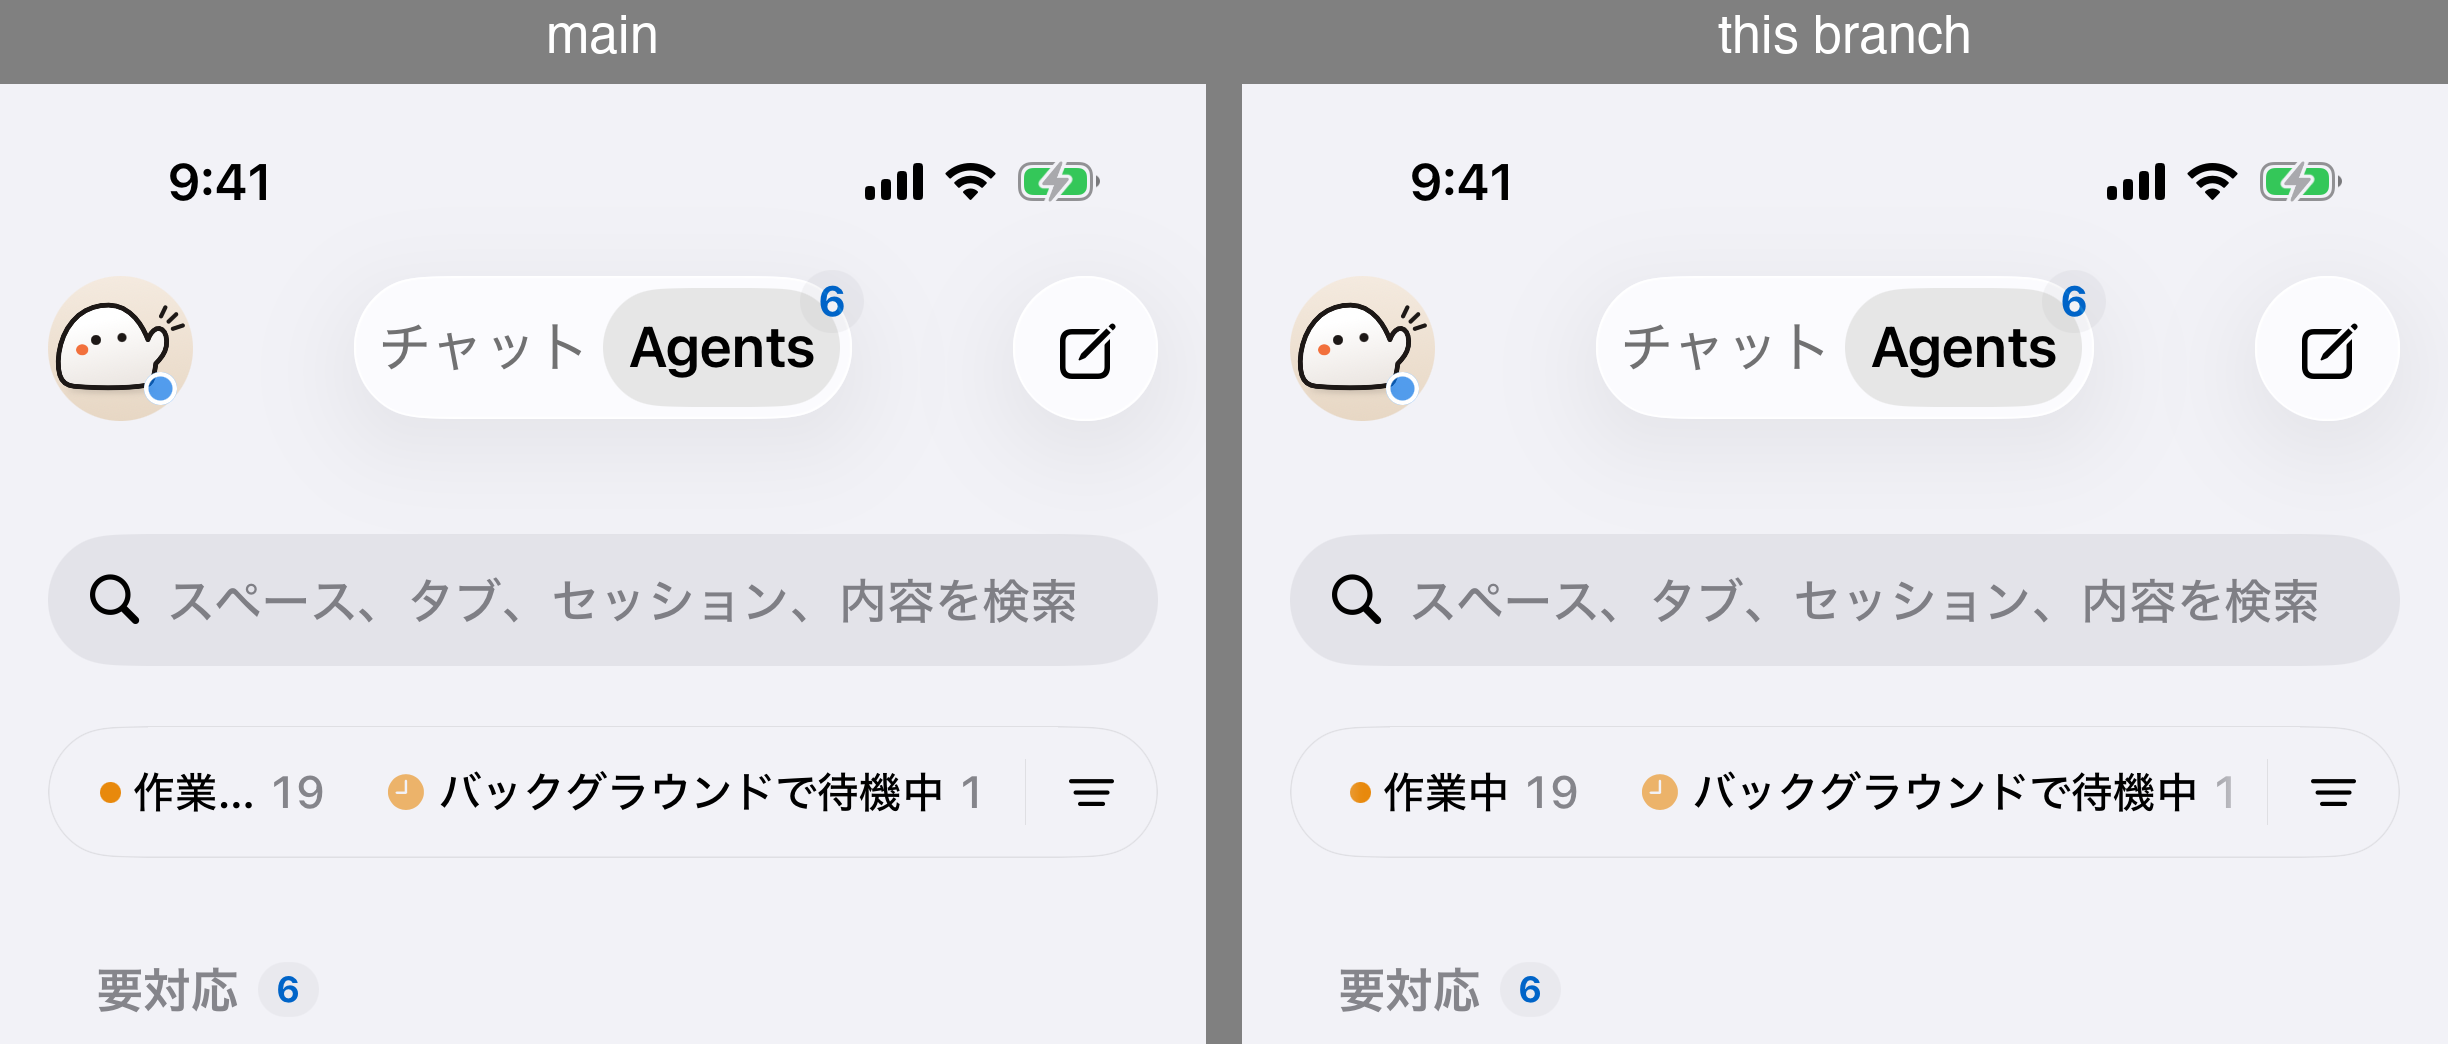 main
this branch
9:41
チャット Agents 6
スペース、タブ、セッション、内容を検索
作業... 19 バックグラウンドで待機中 1
要対応 6
9:41
チャット Agents 6
スペース、タブ、セッション、内容を検索
作業中 19 バックグラウンドで待機中 1
要対応 6